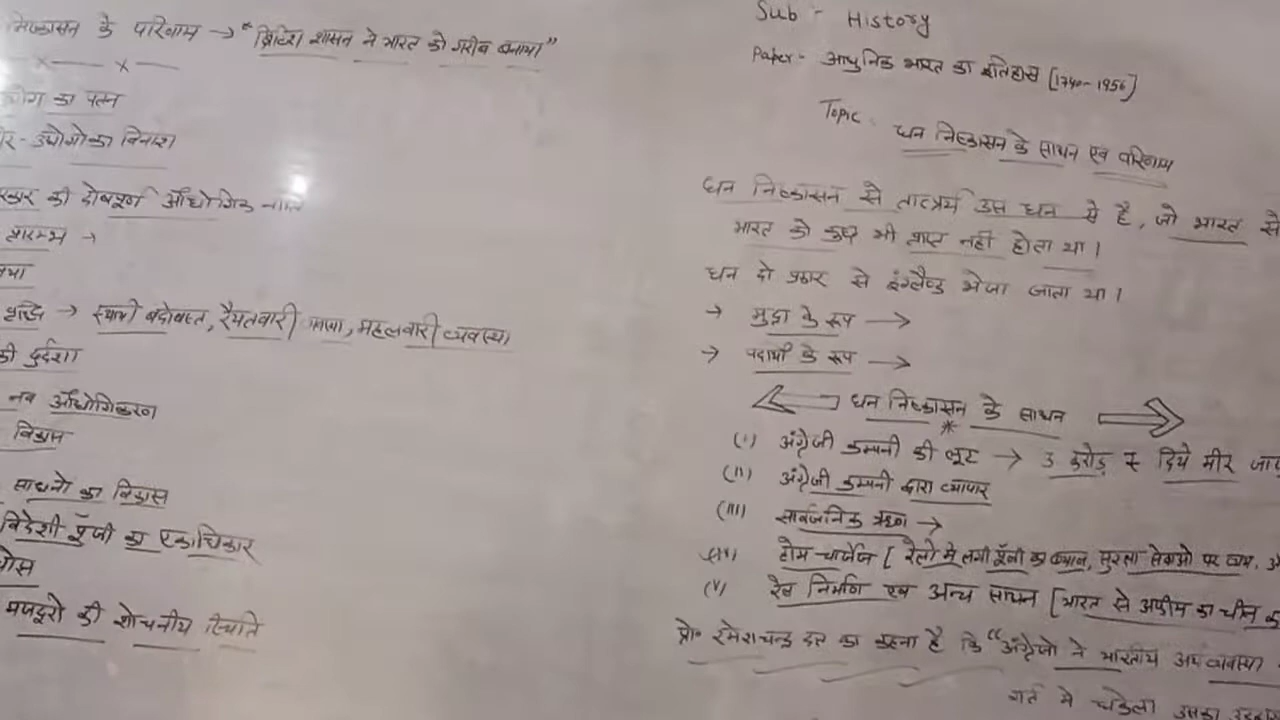 निष्कासन के परिणाम → "ब्रिटिश शासन ने भारत को गरीब बनाया"
का पतन
उद्योगो का विनाश
की दोषपूर्ण औद्योगिक नीति
प्रारम्भ →
वृद्धि → स्थायी बंदोबस्त, रैयतवारी प्रथा, महलवारी व्यवस्था
की दुर्दशा
नव औद्योगिकरण
विकास
साधनो का विकास
विदेशी पूँजी का एकाधिकार
मजदूरो की शोचनीय स्थिति
Sub - History
Paper - आधुनिक भारत का इतिहास [1740-1956]
Topic - धन निष्कासन के साधन एवं परिणाम
धन निष्कासन से तात्पर्य उस धन से है, जो भारत से
भारत को कुछ भी प्राप्त नही होता था।
धन दो प्रकार से इंग्लैण्ड भेजा जाता था।
→ मुद्रा के रूप →
→ पदार्थो के रूप →
धन निष्कासन के साधन
(I) अंग्रेजी कम्पनी की लूट → 3 करोड़ रु दिये मीर
(II) अंग्रेजी कम्पनी द्वारा व्यापार
(III) सार्वजनिक ऋण →
(IV) होम चार्जेज [रेलो मे लगी पूँजी का ब्याज, सुरक्षा सेवाओ पर व्यय,
(V) रेल निर्माण एवं अन्य साधन [भारत से अफीम का चीन
प्रो॰ रमेशचन्द्र दत्त का कहना है कि "अंग्रेजो ने भारतीय अर्थव्यवस्था
गर्त मे धकेला उसका